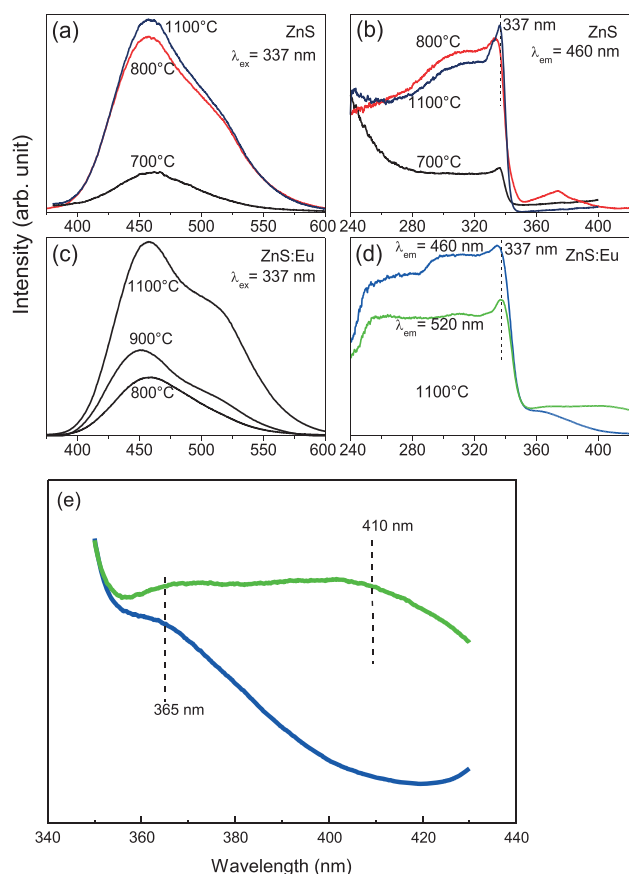 (a)
1100°C
ZnS
800°C
λex = 337 nm
700°C
400 450 500 550 600
(b)
337 nm
ZnS
800°C
λem = 460 nm
1100°C
700°C
240 280 320 360 400
Intensity (arb. unit)
(c)
ZnS:Eu
λex = 337 nm
1100°C
900°C
800°C
400 450 500 550 600
(d)
λem = 460 nm
337 nm
ZnS:Eu
λem = 520 nm
1100°C
240 280 320 360 400
(e)
410 nm
365 nm
340 360 380 400 420 440
Wavelength (nm)